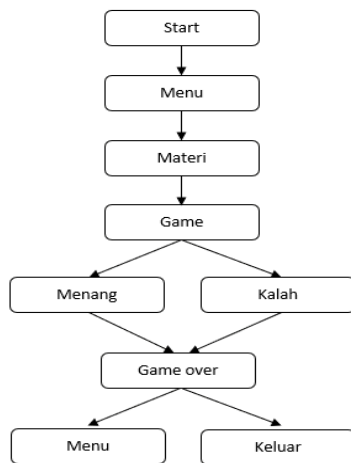 Start
Menu
Materi
Game
Menang
Kalah
Game over
Menu
Keluar